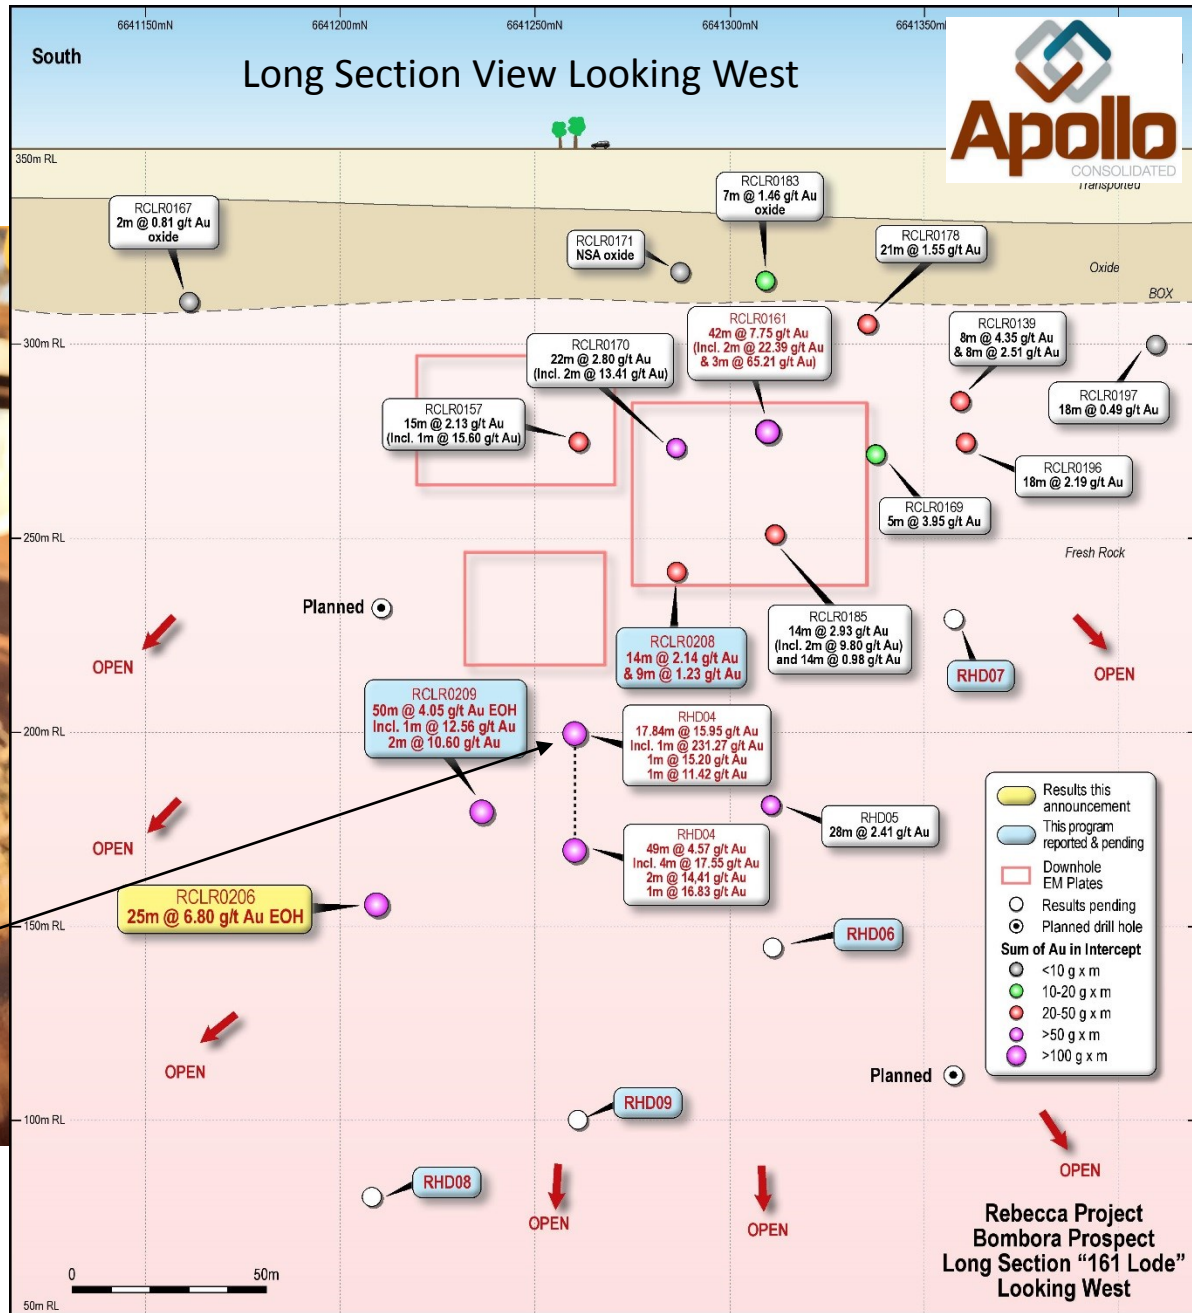 6641150mN
6641200mN
6641250mN
6641300mN
6641350mN
South
Long Section View Looking West
Apollo
CONSOLIDATED
350m RL
Transported
RCLR0167
2m @ 0.81 g/t Au
oxide
RCLR0171
NSA oxide
RCLR0183
7m @ 1.46 g/t Au
oxide
RCLR0178
21m @ 1.55 g/t Au
Oxide
BOX
300m RL
RCLR0170
22m @ 2.80 g/t Au
(Incl. 2m @ 13.41 g/t Au)
RCLR0161
42m @ 7.75 g/t Au
(Incl. 2m @ 22.39 g/t Au
& 3m @ 65.21 g/t Au)
RCLR0139
8m @ 4.35 g/t Au
& 8m @ 2.51 g/t Au
RCLR0197
18m @ 0.49 g/t Au
RCLR0157
15m @ 2.13 g/t Au
(Incl. 1m @ 15.60 g/t Au)
RCLR0196
18m @ 2.19 g/t Au
RCLR0169
5m @ 3.95 g/t Au
250m RL
Fresh Rock
Planned
RCLR0208
14m @ 2.14 g/t Au
& 9m @ 1.23 g/t Au
RCLR0185
14m @ 2.93 g/t Au
(Incl. 2m @ 9.80 g/t Au)
and 14m @ 0.98 g/t Au
RHD07
OPEN
OPEN
RCLR0209
50m @ 4.05 g/t Au EOH
Incl. 1m @ 12.56 g/t Au
2m @ 10.60 g/t Au
200m RL
RHD04
17.84m @ 15.95 g/t Au
Incl. 1m @ 231.27 g/t Au
1m @ 15.20 g/t Au
1m @ 11.42 g/t Au
RHD05
28m @ 2.41 g/t Au
OPEN
RHD04
49m @ 4.57 g/t Au
Incl. 4m @ 17.55 g/t Au
2m @ 14,41 g/t Au
1m @ 16.83 g/t Au
RCLR0206
25m @ 6.80 g/t Au EOH
150m RL
RHD06
Results this
announcement
This program
reported & pending
Downhole
EM Plates
Results pending
Planned drill hole
Sum of Au in Intercept
<10 g x m
10-20 g x m
20-50 g x m
>50 g x m
>100 g x m
OPEN
Planned
100m RL
RHD09
RHD08
OPEN
OPEN
OPEN
Rebecca Project
Bombora Prospect
Long Section “161 Lode”
Looking West
0
50m
50m RL